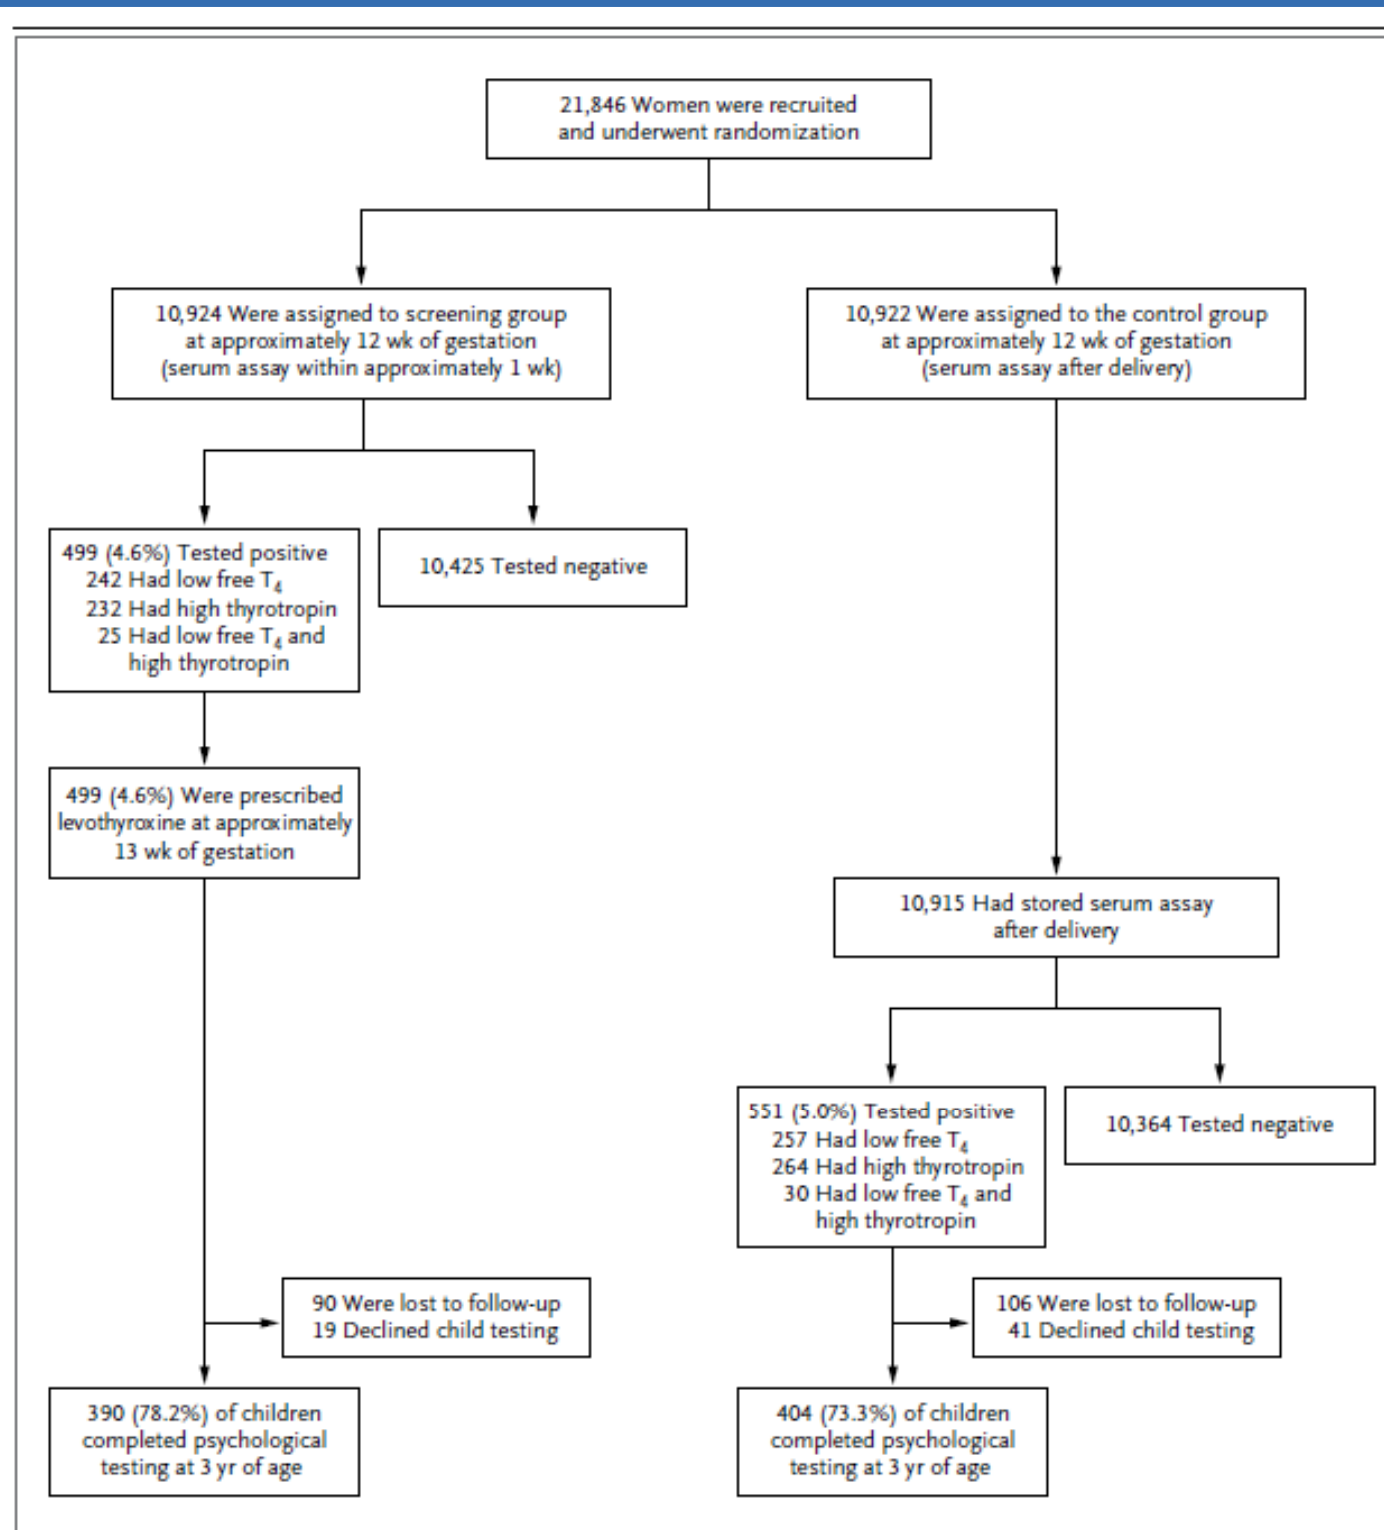 21,846 Women were recruited
and underwent randomization
10,924 Were assigned to screening group
at approximately 12 wk of gestation
(serum assay within approximately 1 wk)
10,922 Were assigned to the control group
at approximately 12 wk of gestation
(serum assay after delivery)
499 (4.6%) Tested positive
242 Had low free T4
232 Had high thyrotropin
25 Had low free T4 and
high thyrotropin
10,425 Tested negative
499 (4.6%) Were prescribed
levothyroxine at approximately
13 wk of gestation
10,915 Had stored serum assay
after delivery
551 (5.0%) Tested positive
257 Had low free T4
264 Had high thyrotropin
30 Had low free T4 and
high thyrotropin
10,364 Tested negative
90 Were lost to follow-up
19 Declined child testing
106 Were lost to follow-up
41 Declined child testing
390 (78.2%) of children
completed psychological
testing at 3 yr of age
404 (73.3%) of children
completed psychological
testing at 3 yr of age